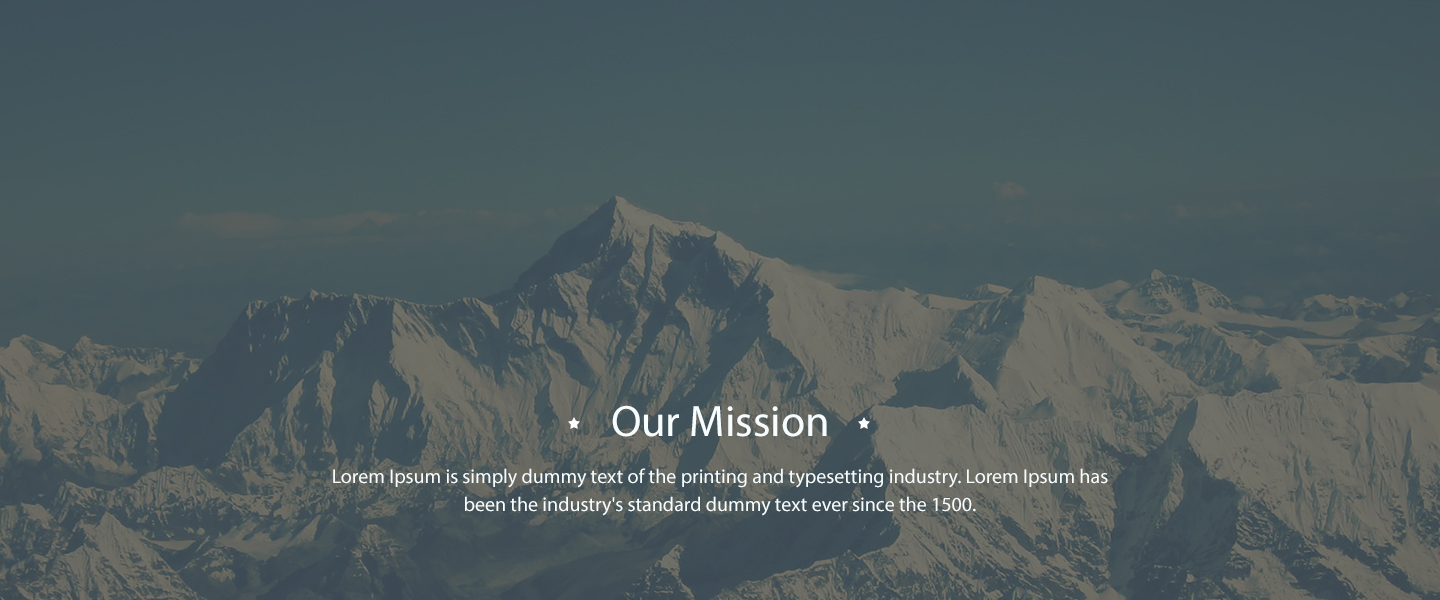 Our Mission
Lorem Ipsum is simply dummy text of the printing and typesetting industry. Lorem Ipsum has
been the industry's standard dummy text ever since the 1500.